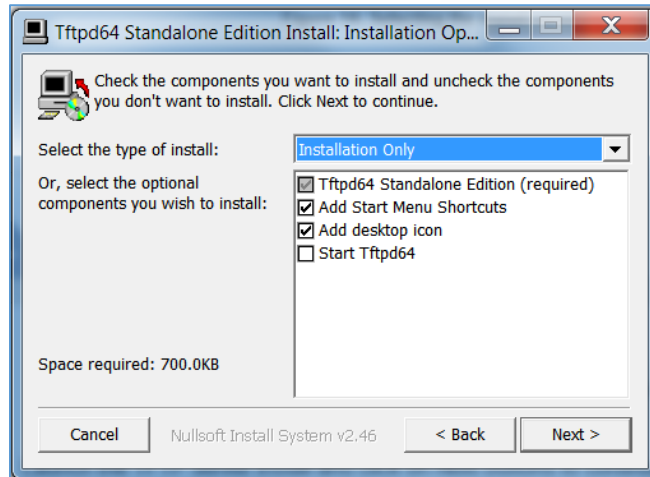 Tftpd64 Standalone Edition Install: Installation Op...
Check the components you want to install and uncheck the components
you don't want to install. Click Next to continue.
Select the type of install:
Installation Only
Or, select the optional
components you wish to install:
Tftpd64 Standalone Edition (required)
Add Start Menu Shortcuts
Add desktop icon
Start Tftpd64
Space required: 700.0KB
Cancel
Nullsoft Install System v2.46
< Back
Next >